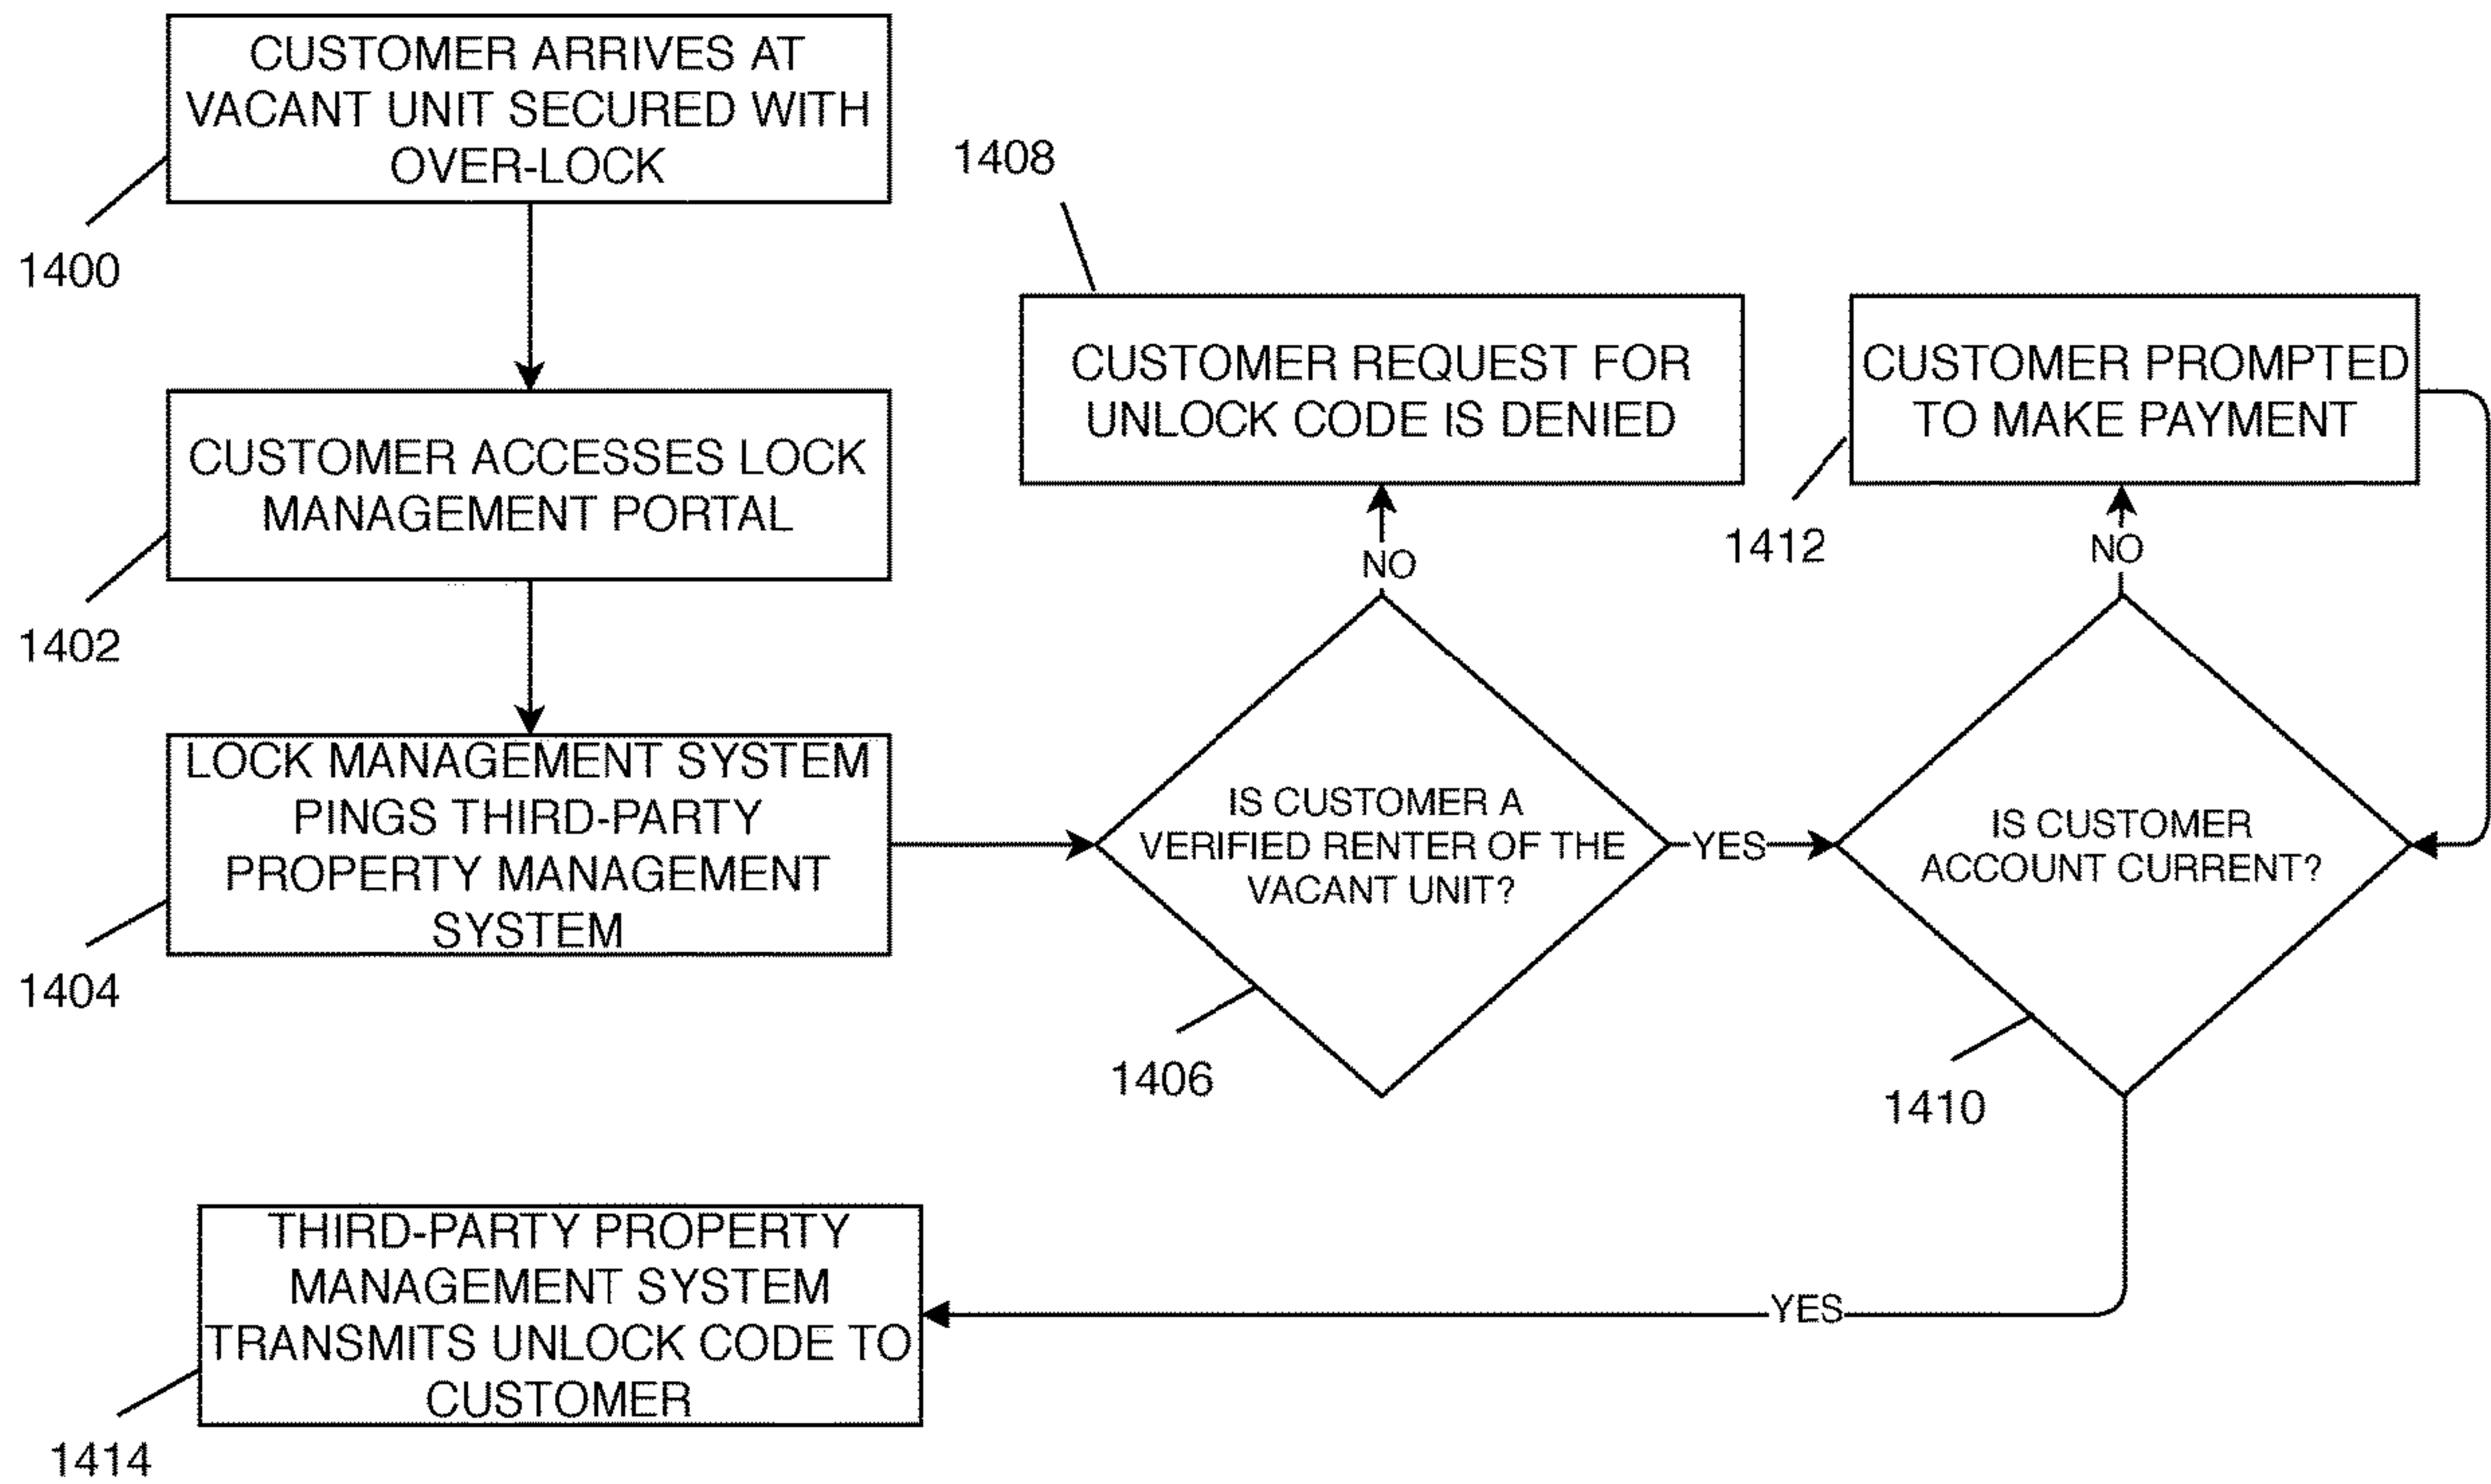 CUSTOMER ARRIVES AT
VACANT UNIT SECURED WITH
OVER-LOCK
1400
CUSTOMER ACCESSES LOCK
MANAGEMENT PORTAL
1402
LOCK MANAGEMENT SYSTEM
PINGS THIRD-PARTY
PROPERTY MANAGEMENT
SYSTEM
1404
IS CUSTOMER A
VERIFIED RENTER OF THE
VACANT UNIT?
1406
NO
CUSTOMER REQUEST FOR
UNLOCK CODE IS DENIED
1408
YES
IS CUSTOMER
ACCOUNT CURRENT?
1410
NO
CUSTOMER PROMPTED
TO MAKE PAYMENT
1412
YES
THIRD-PARTY PROPERTY
MANAGEMENT SYSTEM
TRANSMITS UNLOCK CODE TO
CUSTOMER
1414